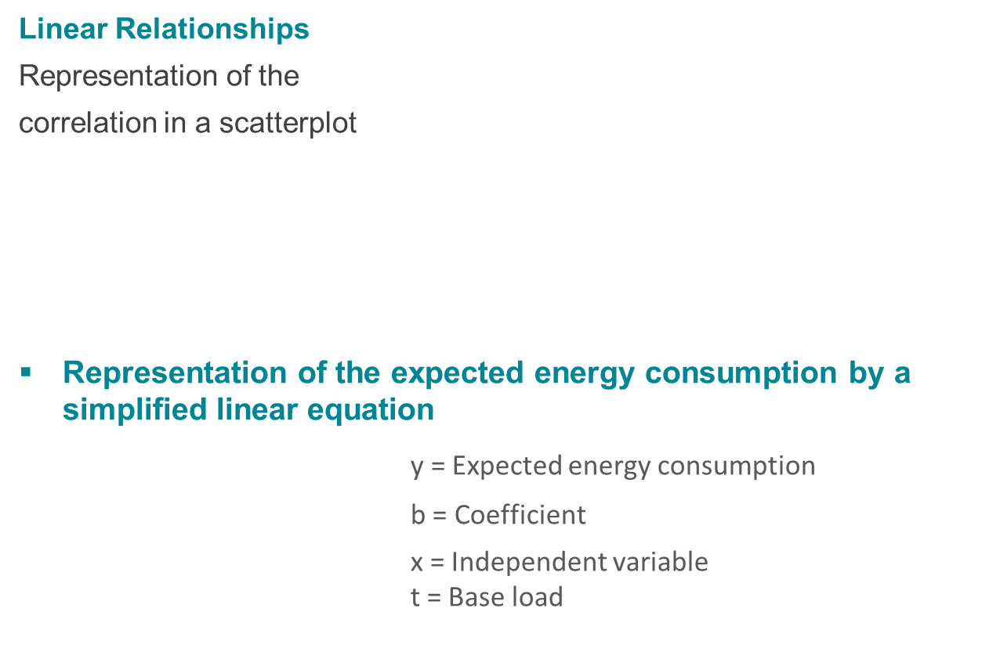 Linear Relationships
Representation of the
correlation in a scatterplot
▪ Representation of the expected energy consumption by a
simplified linear equation
y = Expected energy consumption
b = Coefficient
x = Independent variable
t = Base load